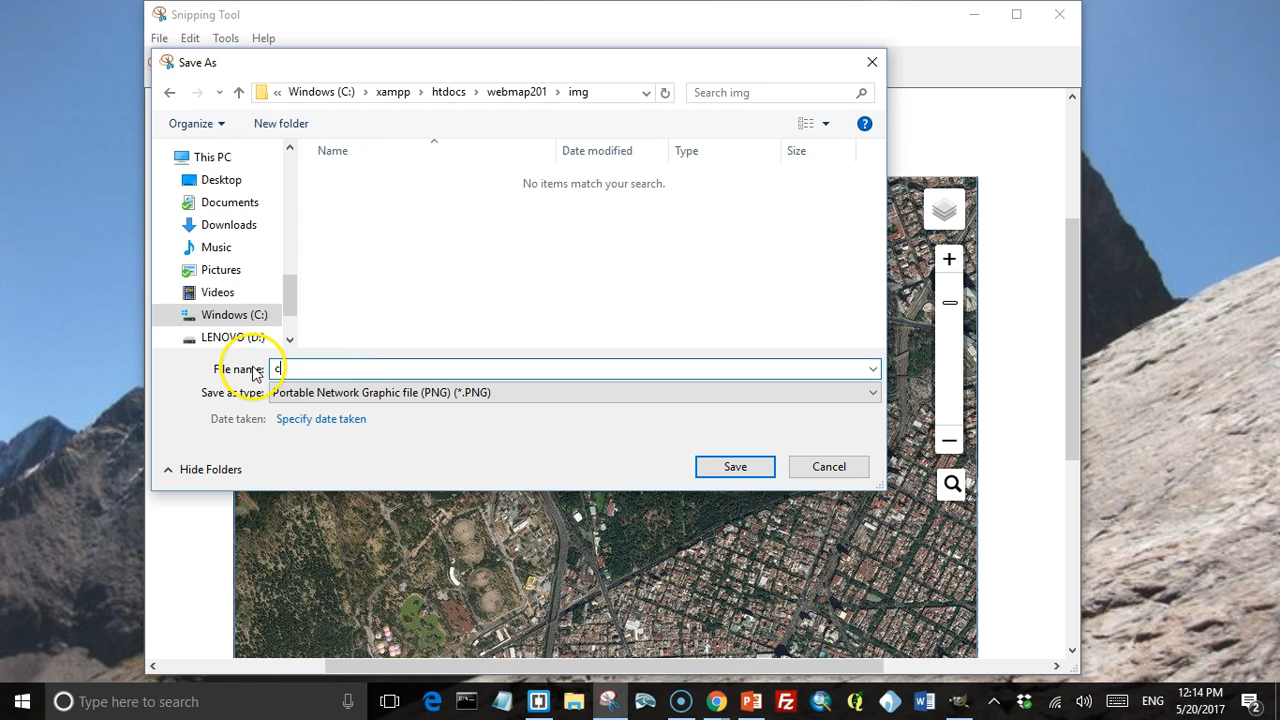 Snipping Tool
File Edit Tools Help
Save As
« Windows (C:) › xampp › htdocs › webmap201 › img
Search img
Organize New folder
?
This PC
Desktop
Documents
Downloads
Music
Pictures
Videos
Windows (C:)
LENOVO (D:)
Name Date modified Type Size
No items match your search.
File name: c
Save as type: Portable Network Graphic file (PNG) (*.PNG)
Date taken: Specify date taken
Hide Folders
Save Cancel
+
−
Type here to search
ENG
12:14 PM
5/20/2017
2